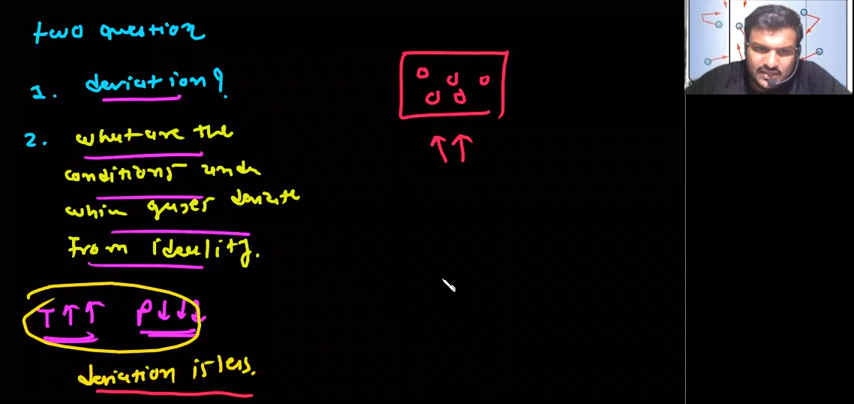 two question
1. deviation?
2. what are the
conditions under
which gases deviate
From ideality.
T↑↑ P↓↓↓
deviation is less.
↑↑